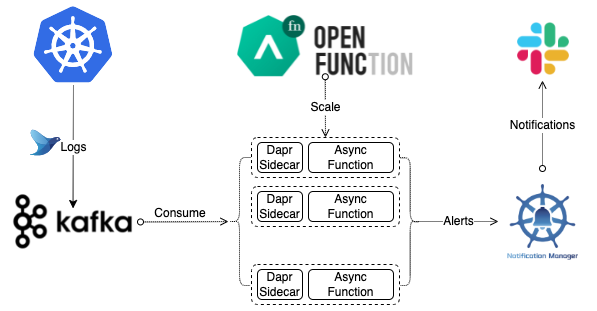 fn
OPEN
FUNCTION
Scale
Logs
Notifications
Dapr
Sidecar
Async
Function
kafka
Consume
Dapr
Sidecar
Async
Function
Alerts
Notification Manager
Dapr
Sidecar
Async
Function